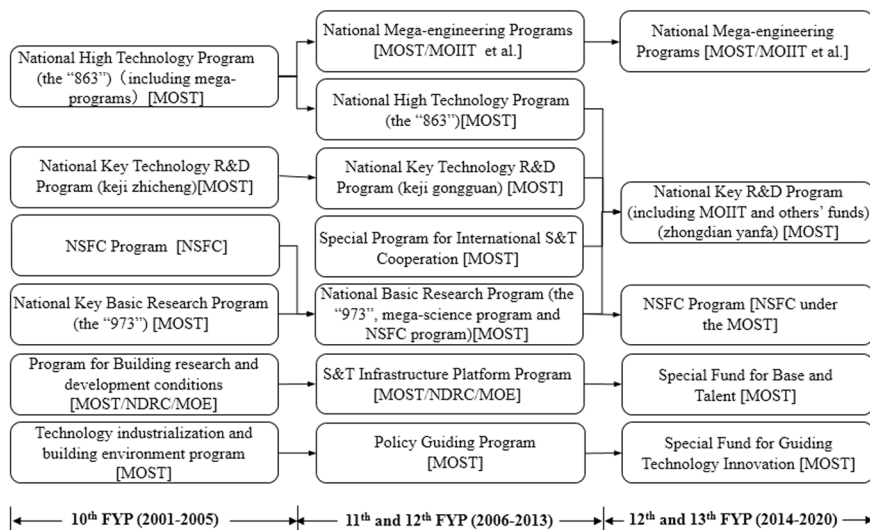 National High Technology Program
(the “863”)（including mega-
programs）[MOST]
National Key Technology R&D
Program (keji zhicheng)[MOST]
NSFC Program [NSFC]
National Key Basic Research Program
(the “973”) [MOST]
Program for Building research and
development conditions
[MOST/NDRC/MOE]
Technology industrialization and
building environment program
[MOST]
National Mega-engineering Programs
[MOST/MOIIT et al.]
National High Technology Program
(the “863”)[MOST]
National Key Technology R&D
Program (keji gongguan) [MOST]
Special Program for International S&T
Cooperation [MOST]
National Basic Research Program (the
“973”, mega-science program and
NSFC program)[MOST]
S&T Infrastructure Platform Program
[MOST/NDRC/MOE]
Policy Guiding Program
[MOST]
National Mega-engineering
Programs [MOST/MOIIT et al.]
National Key R&D Program
(including MOIIT and others’ funds)
(zhongdian yanfa) [MOST]
NSFC Program [NSFC under
the MOST]
Special Fund for Base and
Talent [MOST]
Special Fund for Guiding
Technology Innovation [MOST]
10th FYP (2001-2005)
11th and 12th FYP (2006-2013)
12th and 13th FYP (2014-2020)